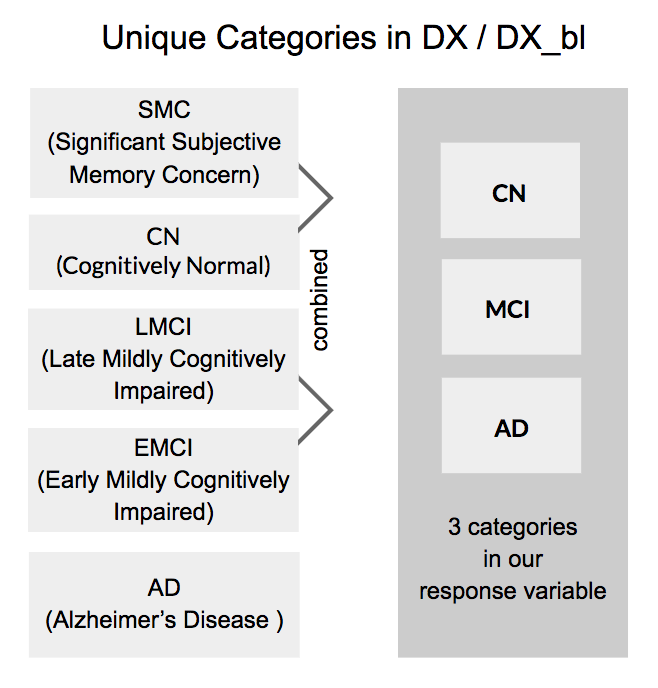 Unique Categories in DX / DX_bl
SMC
(Significant Subjective
Memory Concern)
CN
(Cognitively Normal)
LMCI
(Late Mildly Cognitively
Impaired)
EMCI
(Early Mildly Cognitively
Impaired)
AD
(Alzheimer’s Disease )
combined
CN
MCI
AD
3 categories
in our
response variable